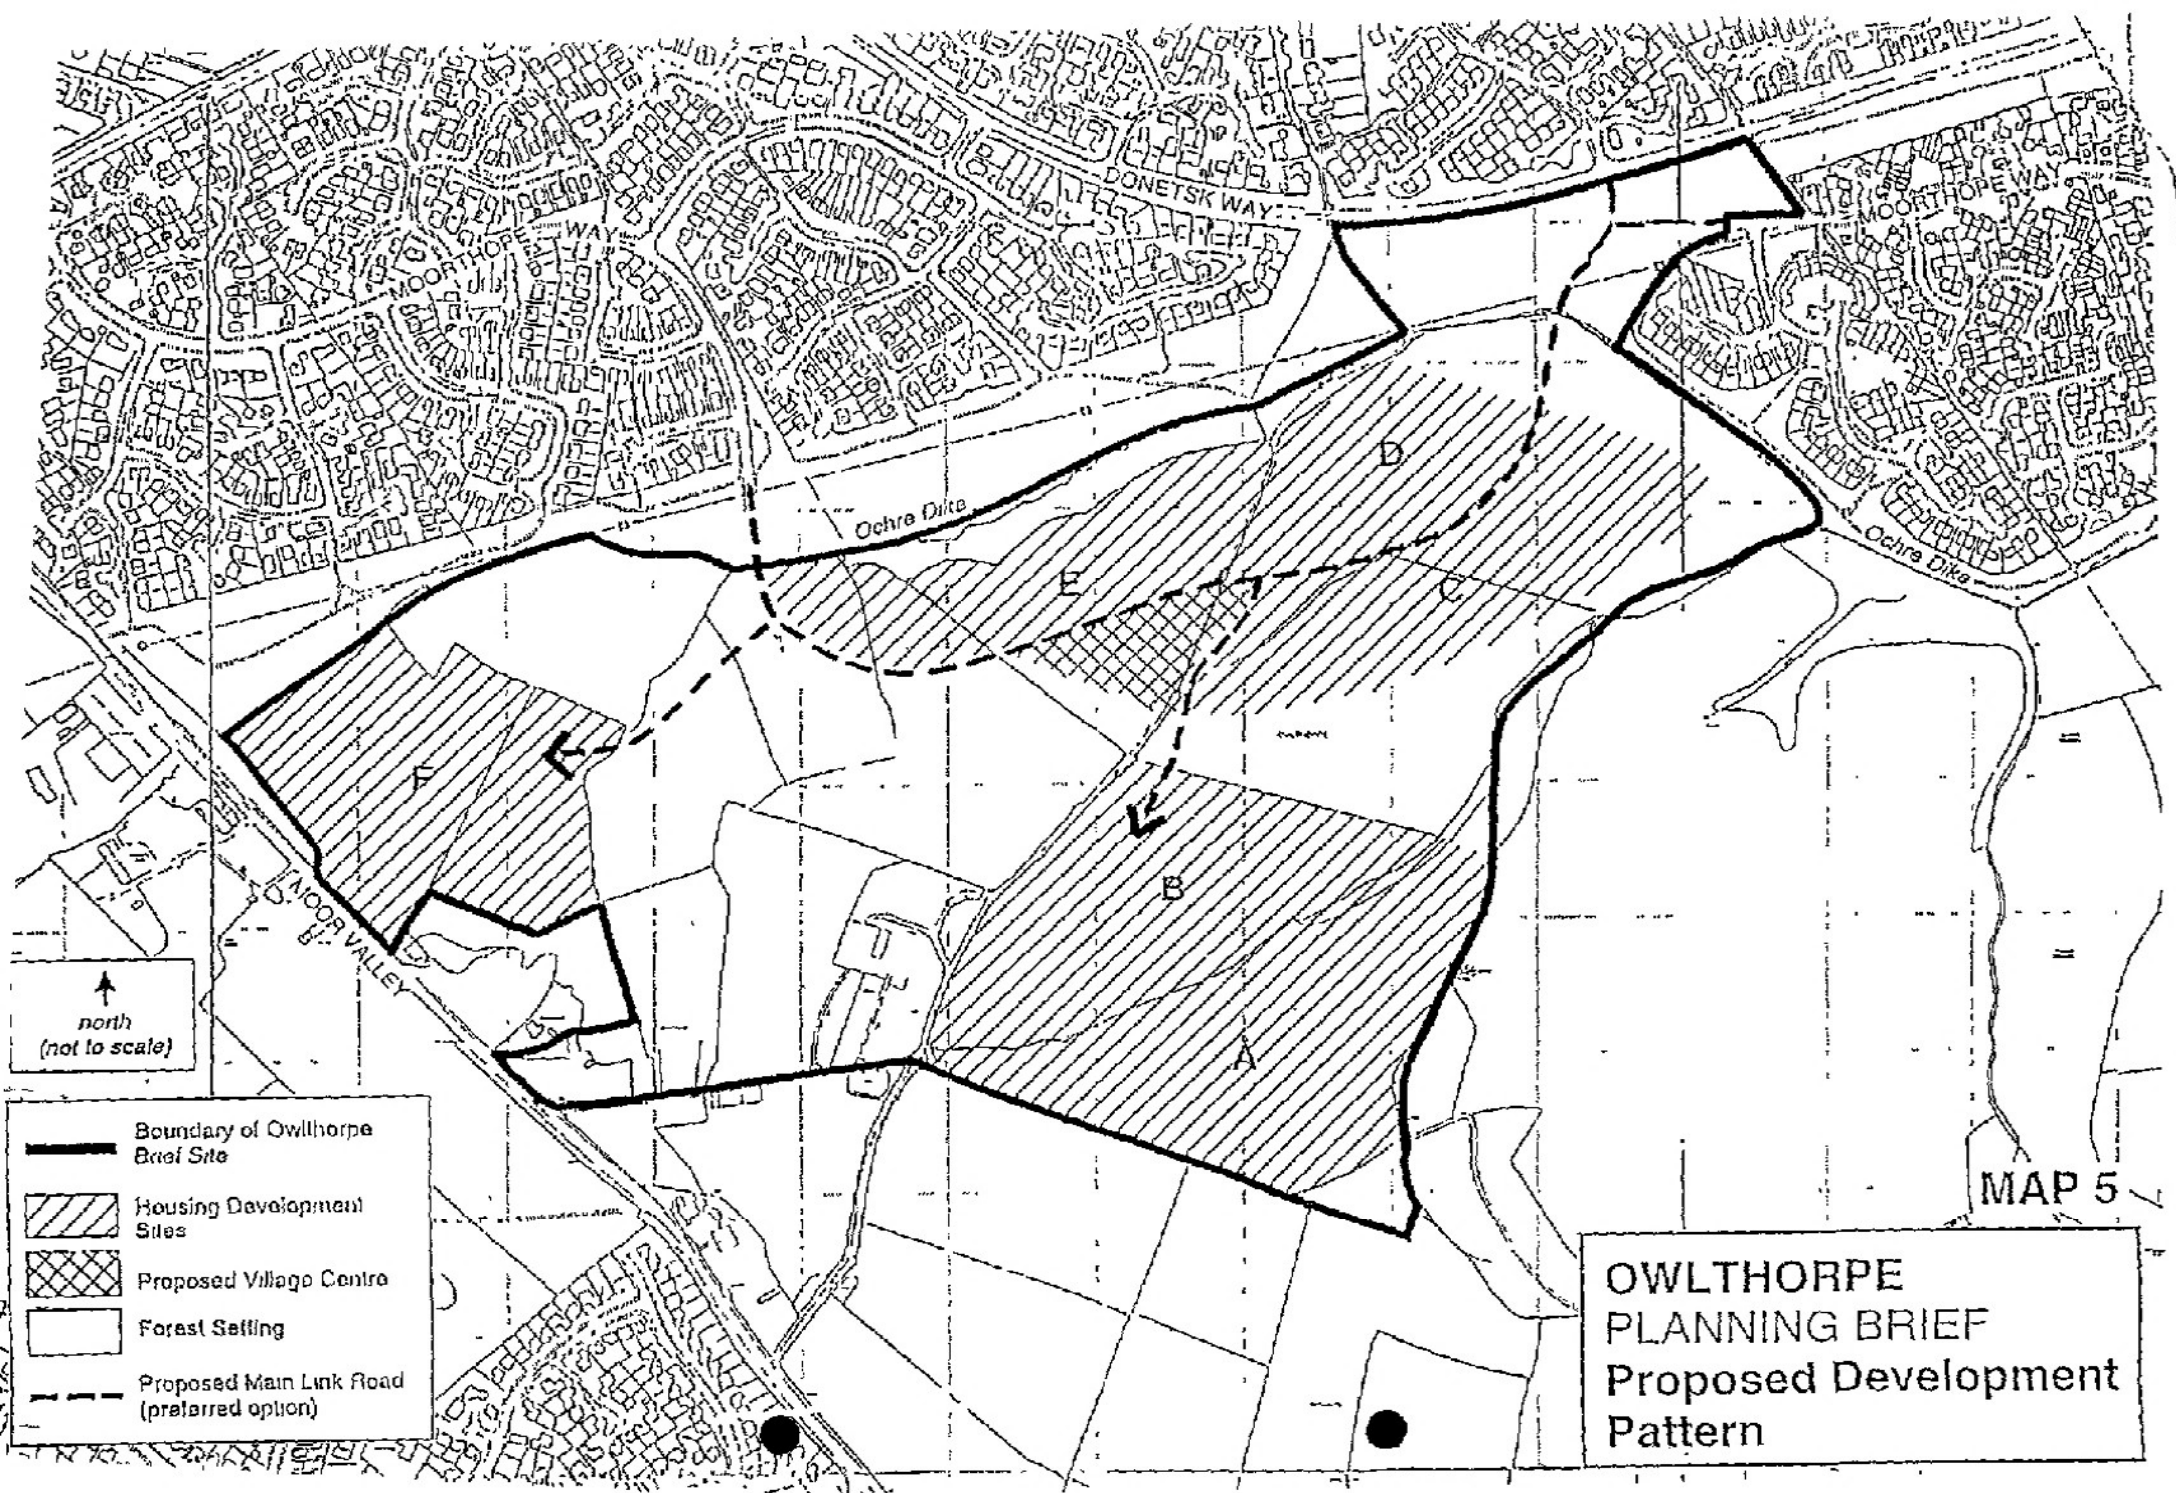 DONETSK WAY
MOORTHOPE WAY
MOORTHOPE WAY
D
Ochre Dike
E
C
Ochre Dike
F
B
MOOR VALLEY
A
north
(not to scale)
Boundary of Owlthorpe
Brief Site
Housing Development
Sites
Proposed Village Centre
Forest Setting
Proposed Main Link Road
(preferred option)
MAP 5
OWLTHORPE
PLANNING BRIEF
Proposed Development
Pattern